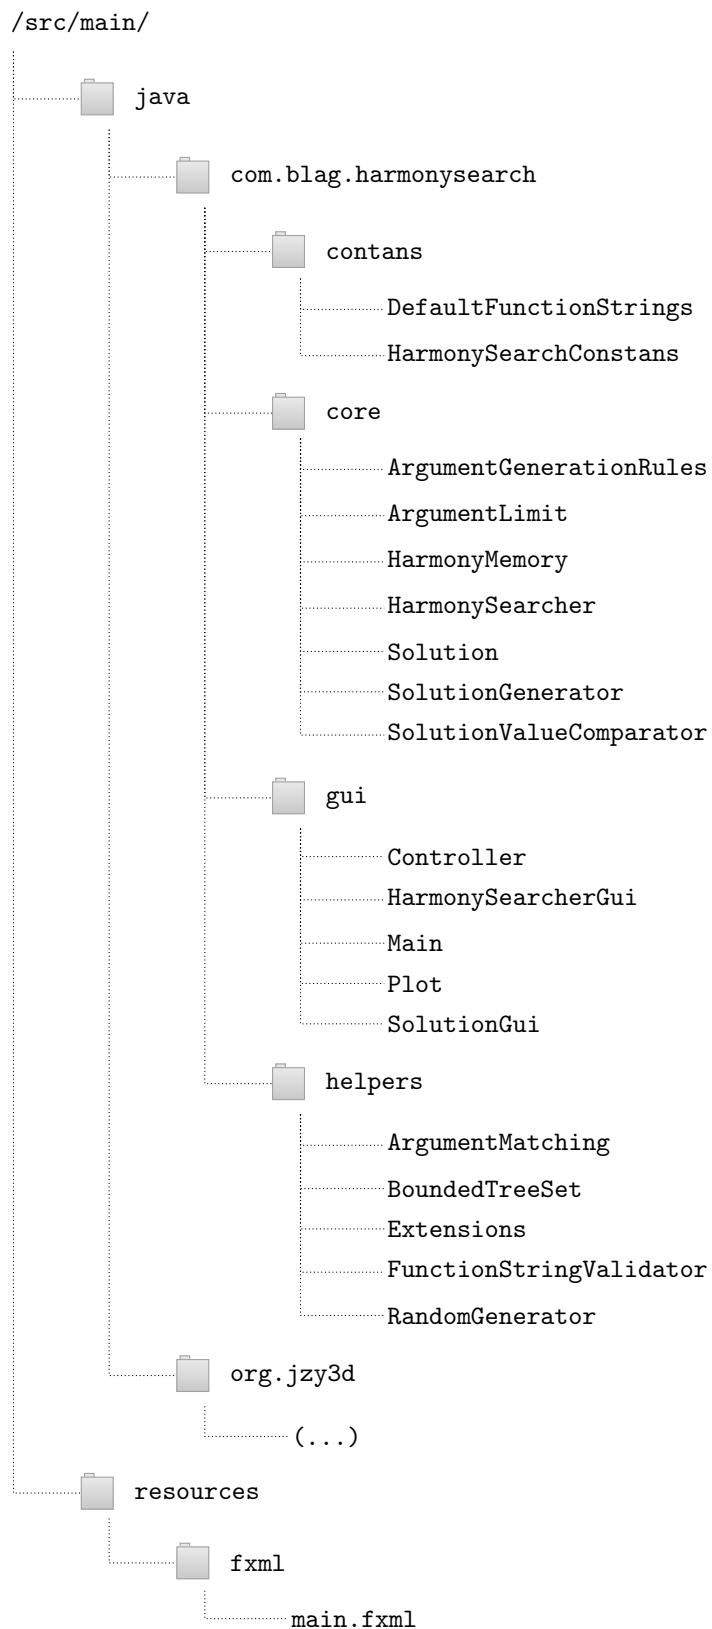 /src/main/
java
com.blag.harmonysearch
contans
DefaultFunctionStrings
HarmonySearchConstans
core
ArgumentGenerationRules
ArgumentLimit
HarmonyMemory
HarmonySearcher
Solution
SolutionGenerator
SolutionValueComparator
gui
Controller
HarmonySearcherGui
Main
Plot
SolutionGui
helpers
ArgumentMatching
BoundedTreeSet
Extensions
FunctionStringValidator
RandomGenerator
org.jzy3d
(...)
resources
fxml
main.fxml